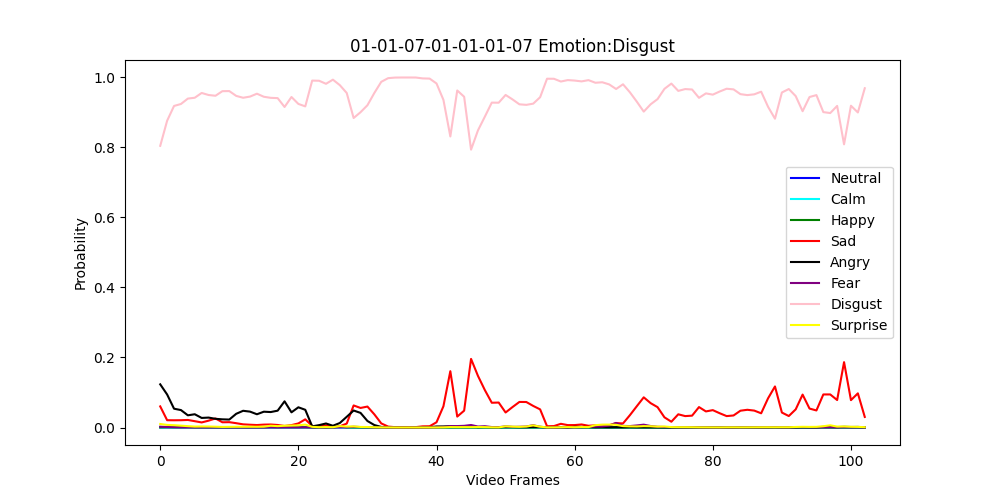 01-01-07-01-01-01-07 Emotion:Disgust
Probability
1.0
0.8
0.6
0.4
0.2
0.0
0
20
40
60
80
100
Video Frames
Neutral
Calm
Happy
Sad
Angry
Fear
Disgust
Surprise